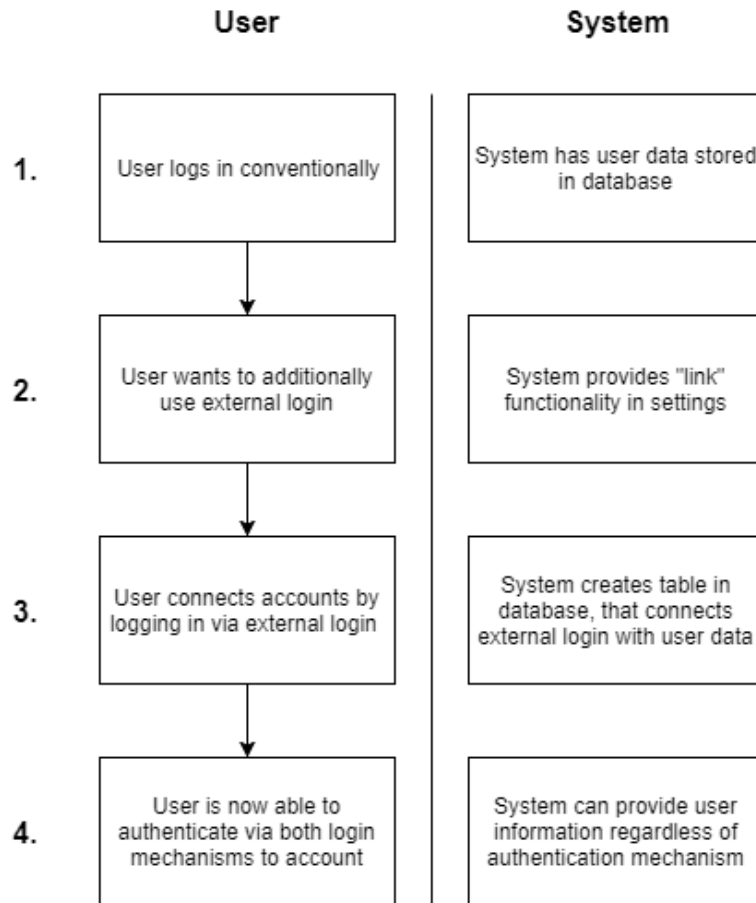 User
System
1.
User logs in conventionally
System has user data stored
in database
2.
User wants to additionally
use external login
System provides "link"
functionality in settings
3.
User connects accounts by
logging in via external login
System creates table in
database, that connects
external login with user data
4.
User is now able to
authenticate via both login
mechanisms to account
System can provide user
information regardless of
authentication mechanism